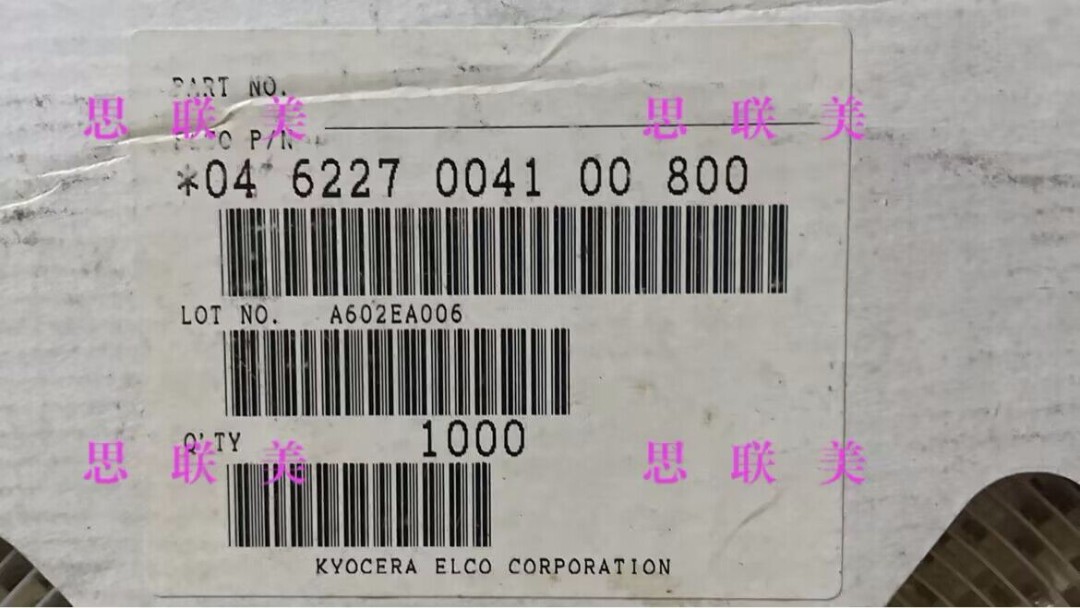 PART NO.
思联美 思联美
P/N
*04 6227 0041 00 800
LOT NO. A602EA006
Q'TY 1000
思联美 思联美
KYOCERA ELCO CORPORATION